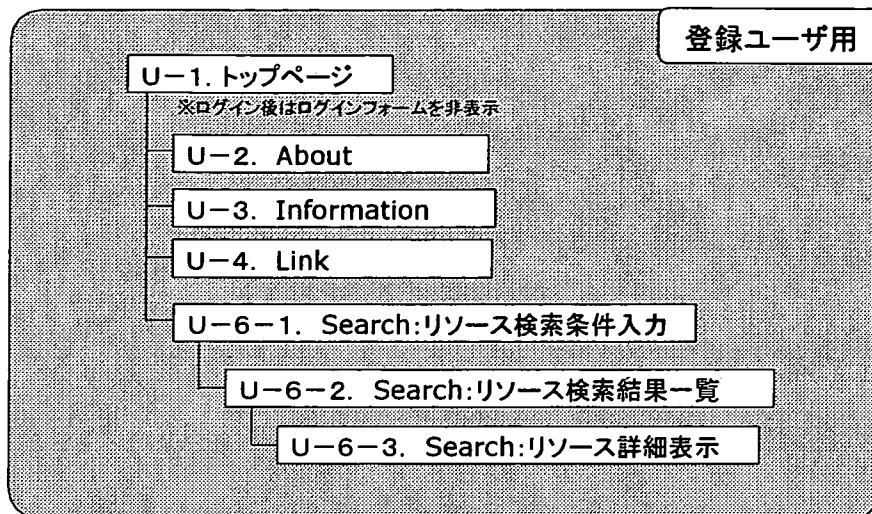 登録ユーザ用
U－1．トップページ
※ログイン後はログインフォームを非表示
U－2．About
U－3．Information
U－4．Link
U－6－1．Search:リソース検索条件入力
U－6－2．Search:リソース検索結果一覧
U－6－3．Search:リソース詳細表示